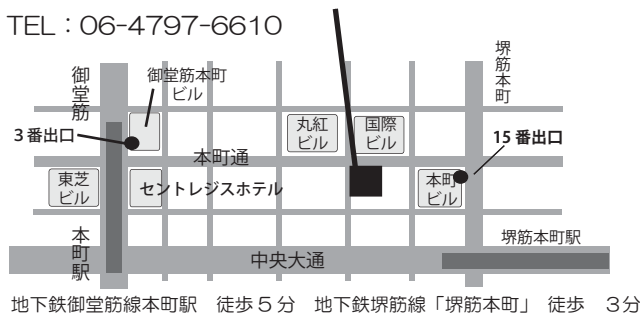 TEL：06-4797-6610
御堂筋
御堂筋本町
ビル
堺筋本町
3番出口
丸紅
ビル
国際
ビル
15番出口
本町通
東芝
ビル
セントレジスホテル
本町
ビル
本町駅
堺筋本町駅
中央大通
地下鉄御堂筋線本町駅　徒歩５分　地下鉄堺筋線「堺筋本町」　徒歩　３分